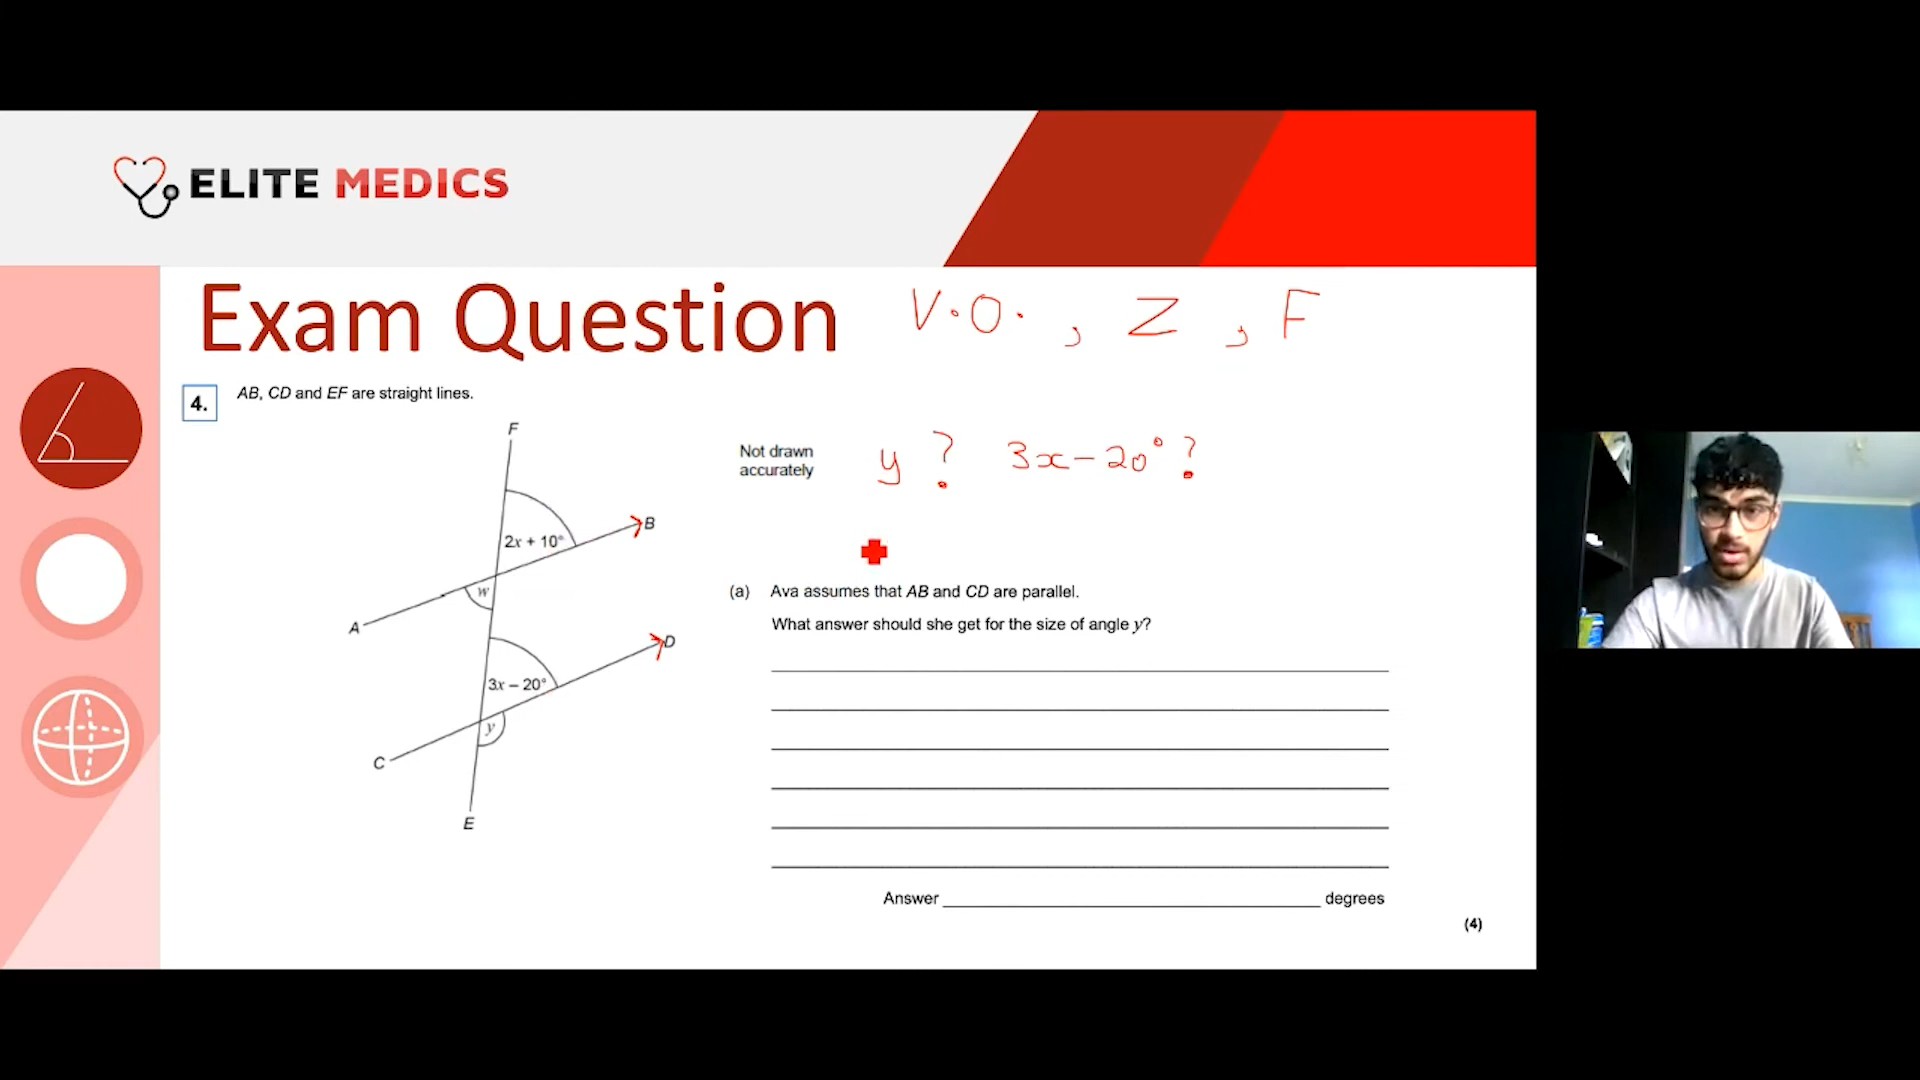 ELITE MEDICS
Exam Question V.O. , Z , F
4. AB, CD and EF are straight lines.
F
Not drawn
accurately
y ? 3x-20° ?
B
2x + 10°
w
A
D
3x – 20°
y
C
E
(a) Ava assumes that AB and CD are parallel.
What answer should she get for the size of angle y?
Answer degrees
(4)